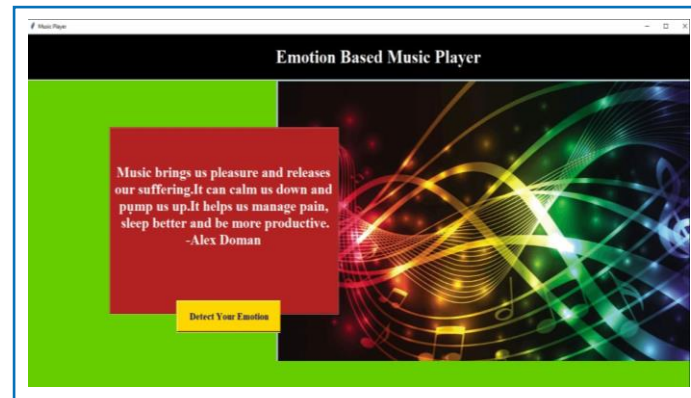 Music Player
Emotion Based Music Player
Music brings us pleasure and releases
our suffering.It can calm us down and
pump us up.It helps us manage pain,
sleep better and be more productive.
-Alex Doman
Detect Your Emotion